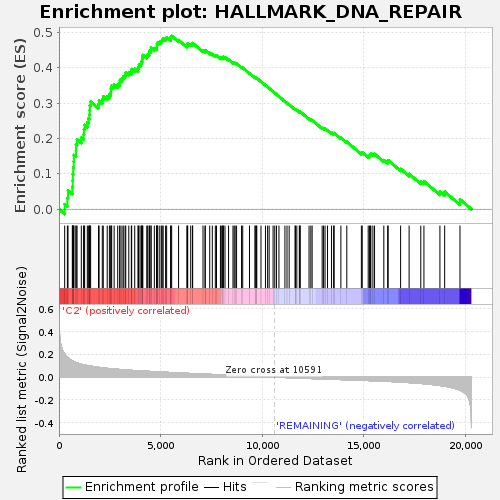 Enrichment plot: HALLMARK_DNA_REPAIR
Enrichment score (ES)
0.5
0.4
0.3
0.2
0.1
0.0
Ranked list metric (Signal2Noise)
'C2' (positively correlated)
0.6
0.4
0.2
0.0
-0.2
-0.4
Zero cross at 10591
'REMAINING' (negatively correlated)
0
5,000
10,000
15,000
20,000
Rank in Ordered Dataset
Enrichment profile
Hits
Ranking metric scores